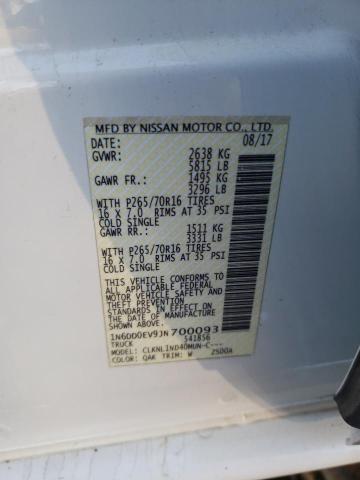 MFD BY NISSAN MOTOR CO., LTD.
DATE: 08/17
GVWR: 2638 KG
5815 LB
GAWR FR.: 1495 KG
3296 LB
WITH P265/70R16 TIRES
16 X 7.0 RIMS AT 35 PSI
COLD SINGLE
GAWR RR.: 1511 KG
3331 LB
WITH P265/70R16 TIRES
16 X 7.0 RIMS AT 35 PSI
COLD SINGLE
THIS VEHICLE CONFORMS TO
ALL APPLICABLE FEDERAL
MOTOR VEHICLE SAFETY AND
THEFT PREVENTION STANDARDS
IN EFFECT ON THE DATE OF
MANUFACTURE SHOWN ABOVE.
1N6DD0EV9JN700093
TRUCK 541856
MODEL: CLKNLIND40MUN-C---
COLOR: QAK TRIM: W 2500A